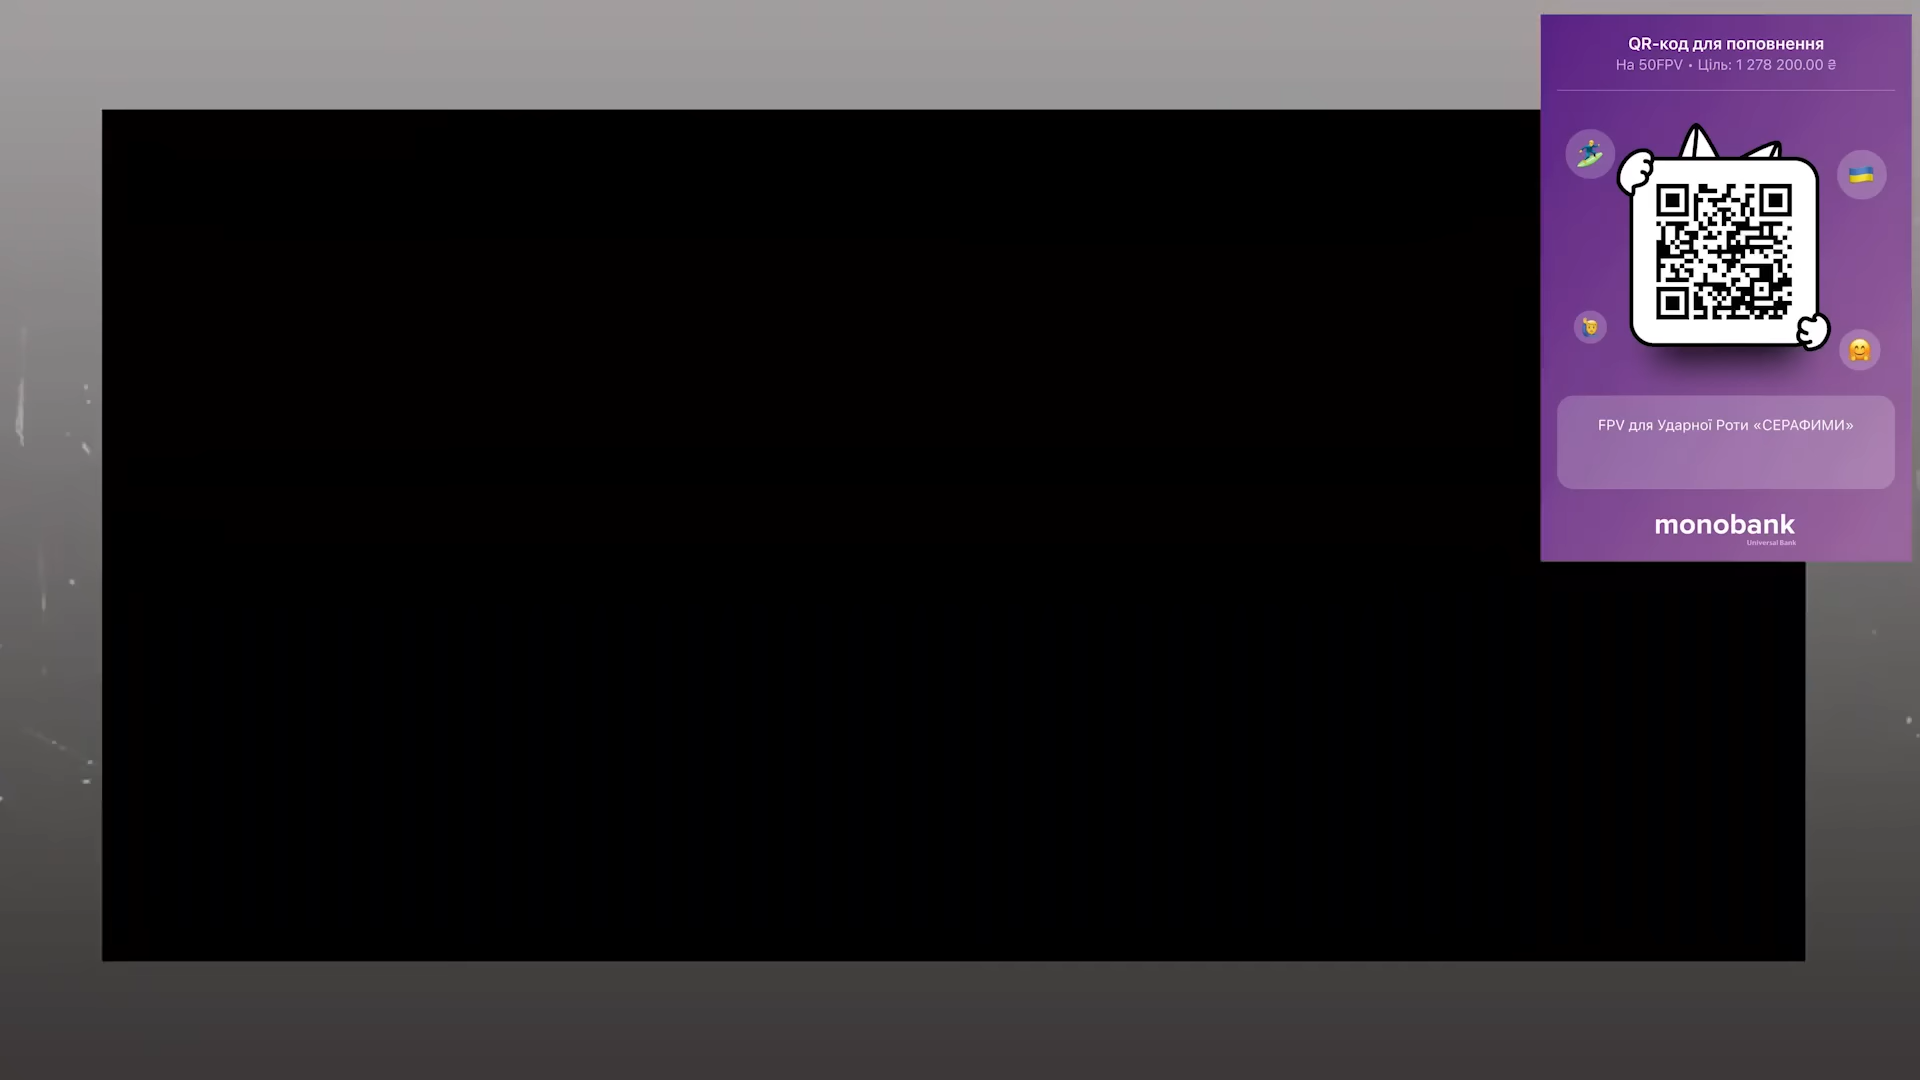 QR-код для поповнення
На 50FPV • Ціль: 1 278 200.00 ₴
FPV для Ударної Роти «СЕРАФИМИ»
monobank
Universal Bank